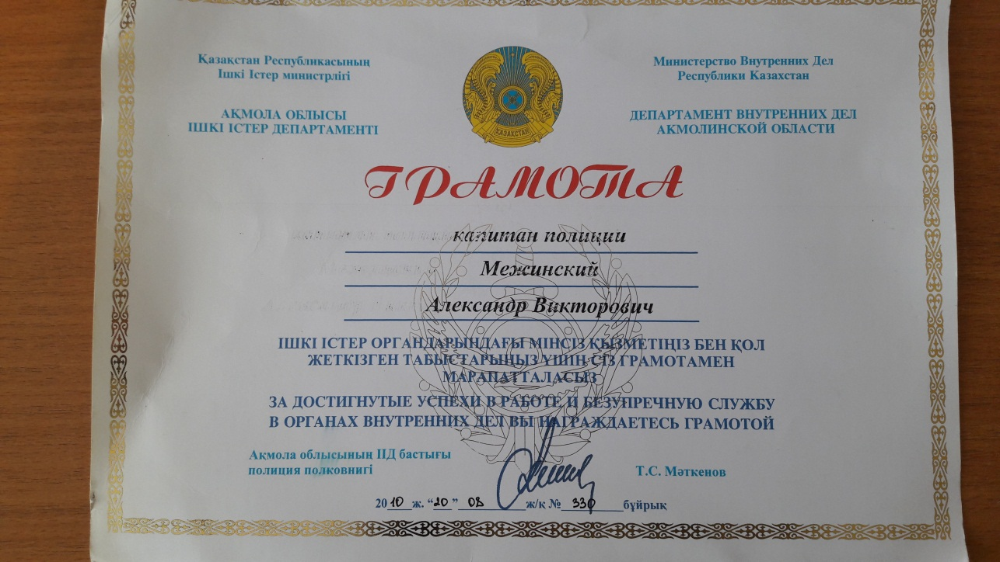 Қазақстан Республикасының
Ішкі Істер министрлігі
АҚМОЛА ОБЛЫСЫ
ІШКІ ІСТЕР ДЕПАРТАМЕНТІ
ҚАЗАҚСТАН
Министерство Внутренних Дел
Республики Казахстан
ДЕПАРТАМЕНТ ВНУТРЕННИХ ДЕЛ
АКМОЛИНСКОЙ ОБЛАСТИ
ГРАМОТА
капитан полиции
Межинский
Александр Викторович
ІШКІ ІСТЕР ОРГАНДАРЫНДАҒЫ МІНСІЗ ҚЫЗМЕТІҢІЗ БЕН ҚОЛ
ЖЕТКІЗГЕН ТАБЫСТАРЫҢЫЗ ҮШІН СІЗ ГРАМОТАМЕН
МАРАПАТТАЛАСЫЗ
ЗА ДОСТИГНУТЫЕ УСПЕХИ В РАБОТЕ И БЕЗУПРЕЧНУЮ СЛУЖБУ
В ОРГАНАХ ВНУТРЕННИХ ДЕЛ ВЫ НАГРАЖДАЕТЕСЬ ГРАМОТОЙ
Ақмола облысының ІІД бастығы
полиция полковнигі
Т.С. Мәткенов
2010 ж. “20” 08 ж/қ № 330 бұйрық